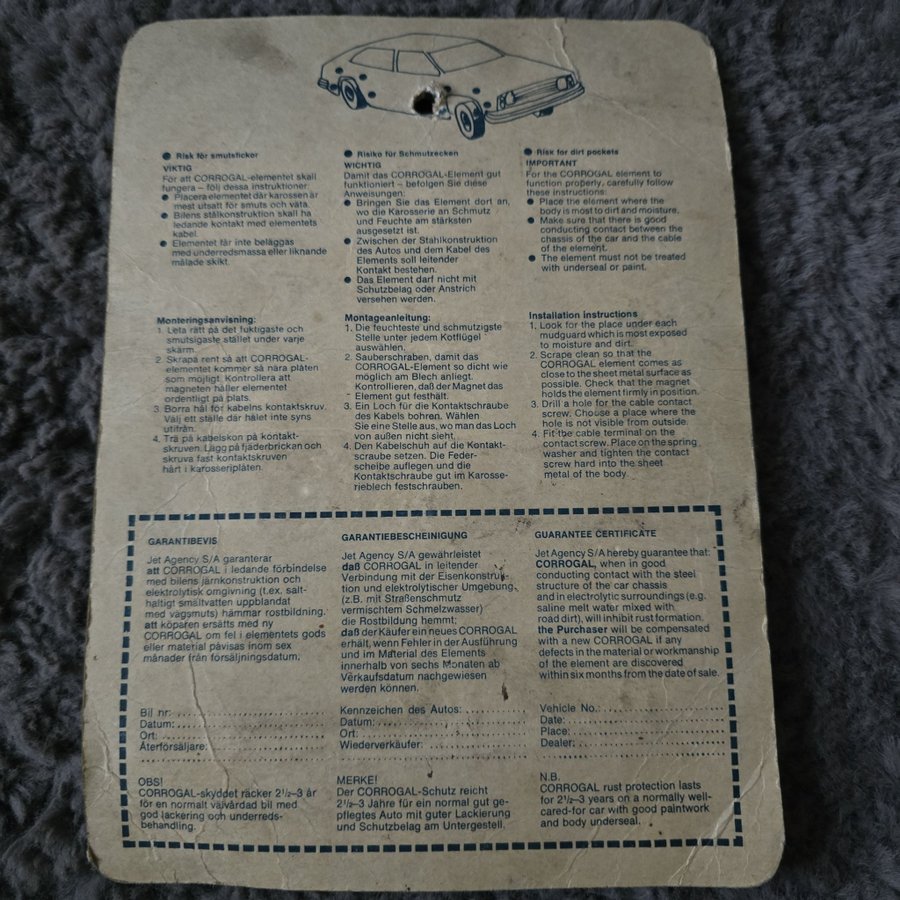 ● Risk för smutsfickor
VIKTIG
För att CORROGAL-elementet skall
fungera – följ dessa instruktioner:
● Placera elementet där karossen är
mest utsatt för smuts och väta.
● Bilens stålkonstruktion skall ha
ledande kontakt med elementets
kabel.
● Elementet får inte beläggas
med underredsmassa eller liknande
målade skikt.
● Risiko für Schmutzecken
WICHTIG
Damit das CORROGAL-Element gut
funktioniert – befolgen Sie diese
Anweisungen:
● Bringen Sie das Element dort an,
wo die Karosserie an Schmutz
und Feuchte am stärksten
ausgesetzt ist.
● Zwischen der Stahlkonstruktion
des Autos und dem Kabel des
Elements soll leitender
Kontakt bestehen.
● Das Element darf nicht mit
Schutzbelag oder Anstrich
versehen werden.
● Risk for dirt pockets
IMPORTANT
For the CORROGAL element to
function properly, carefully follow
these instructions:
● Place the element where the
body is most to dirt and moisture.
● Make sure that there is good
conducting contact between the
chassis of the car and the cable
of the element.
● The element must not be treated
with underseal or paint.
Monteringsanvisning:
1. Leta rätt på det fuktigaste och
smutsigaste stället under varje
skärm.
2. Skrapa rent så att CORROGAL-
elementet kommer så nära plåten
som möjligt. Kontrollera att
magneten håller elementet
ordentligt på plats.
3. Borra hål för kabelns kontaktskruv.
Välj ett ställe där hålet inte syns
utifrån.
4. Trä på kabelskon på kontakt-
skruven. Lägg på fjäderbrickan och
skruva fast kontaktskruven
hårt i karosseriplåten.
Montageanleitung:
1. Die feuchteste und schmutzigste
Stelle unter jedem Kotflügel
auswählen.
2. Sauberschraben, damit das
CORROGAL-Element so dicht wie
möglich am Blech anliegt.
Kontrollieren, daß der Magnet das
Element gut festhält.
3. Ein Loch für die Kontaktschraube
des Kabels bohren. Wählen
Sie eine Stelle aus, wo man das Loch
von außen nicht sieht.
4. Den Kabelschuh auf die Kontakt-
schraube setzen. Die Feder-
scheibe auflegen und die
Kontaktschraube gut im Karosse-
rieblech festschrauben.
Installation instructions
1. Look for the place under each
mudguard which is most exposed
to moisture and dirt.
2. Scrape clean so that the
CORROGAL element comes as
close to the sheet metal surface as
possible. Check that the magnet
holds the element firmly in position.
3. Drill a hole for the cable contact
screw. Choose a place where the
hole is not visible from outside.
4. Fit the cable terminal on the
contact screw. Place on the spring
washer and tighten the contact
screw hard into the sheet
metal of the body.
GARANTIBEVIS
Jet Agency S/A garanterar
att CORROGAL i ledande förbindelse
med bilens järnkonstruktion och
elektrolytisk omgivning (t.ex. salt-
haltigt smältvatten uppblandat
med vägsmuts) hämmar rostbildning.
att köparen ersätts med ny
CORROGAL om fel i elementets gods
eller material påvisas inom sex
månader från försäljningsdatum.
GARANTIEBESCHEINIGUNG
Jet Agency S/A gewährleistet
daß CORROGAL in leitender
Verbindung mit der Eisenkonstruk-
tion und elektrolytischer Umgebung
(z.B. mit Straßenschmutz
vermischtem Schmelzwasser)
die Rostbildung hemmt;
daß der Käufer ein neues CORROGAL
erhält, wenn Fehler in der Ausführung
und im Material des Elements
innerhalb von sechs Monaten ab
Verkaufsdatum nachgewiesen
werden können.
GUARANTEE CERTIFICATE
Jet Agency S/A hereby guarantee that:
CORROGAL, when in good
conducting contact with the steel
structure of the car chassis
and in electrolytic surroundings (e.g.
saline melt water mixed with
road dirt), will inhibit rust formation.
the Purchaser will be compensated
with a new CORROGAL if any
defects in the material or workmanship
of the element are discovered
within six months from the date of sale.
Bil nr:
Datum:
Ort:
Återförsäljare:
Kennzeichen des Autos:
Datum:
Ort:
Wiederverkäufer:
Vehicle No.:
Date:
Place:
Dealer:
OBS!
CORROGAL-skyddet räcker 2½–3 år
för en normalt välvårdad bil med
god lackering och underreds-
behandling.
MERKE!
Der CORROGAL-Schutz reicht
2½–3 Jahre für ein normal gut ge-
pflegtes Auto mit guter Lackierung
und Schutzbelag am Untergestell.
N.B.
CORROGAL rust protection lasts
for 2½–3 years on a normally well-
cared-for car with good paintwork
and body underseal.